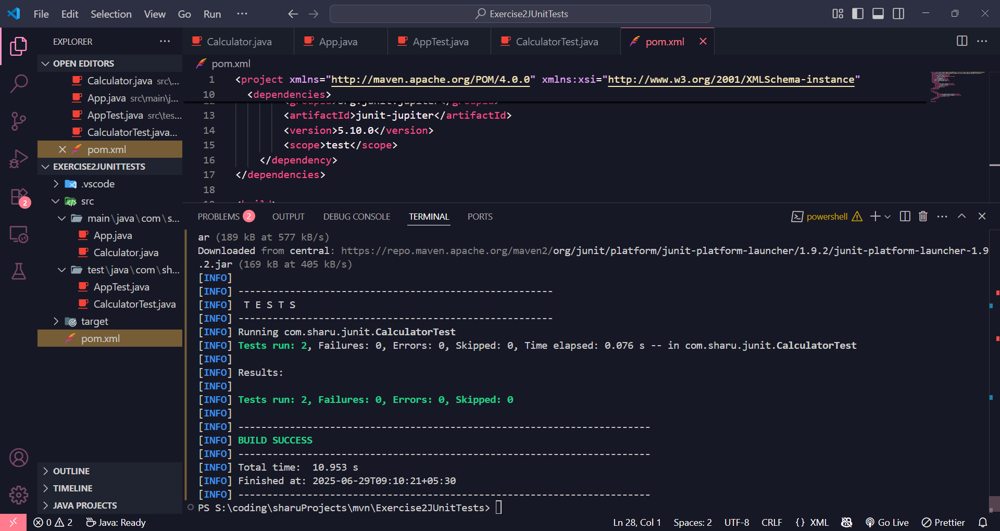 File Edit Selection View Go Run ··· Exercise2JUnitTests
EXPLORER ···
OPEN EDITORS
Calculator.java src\...
App.java src\main\j...
AppTest.java src\tes...
CalculatorTest.java...
pom.xml
EXERCISE2JUNITTESTS
.vscode
src
main\java\com\s...
App.java
Calculator.java
test\java\com\sh...
AppTest.java
CalculatorTest.java
target
pom.xml
OUTLINE
TIMELINE
JAVA PROJECTS
2
Calculator.java App.java AppTest.java CalculatorTest.java pom.xml
pom.xml
1 <project xmlns="http://maven.apache.org/POM/4.0.0" xmlns:xsi="http://www.w3.org/2001/XMLSchema-instance"
10 <dependencies>
12 <groupId>org.junit.jupiter</groupId>
13 <artifactId>junit-jupiter</artifactId>
14 <version>5.10.0</version>
15 <scope>test</scope>
16 </dependency>
17 </dependencies>
18
19 <build>
PROBLEMS 2 OUTPUT DEBUG CONSOLE TERMINAL PORTS powershell
ar (189 kB at 577 kB/s)
Downloaded from central: https://repo.maven.apache.org/maven2/org/junit/platform/junit-platform-launcher/1.9.2/junit-platform-launcher-1.9
.2.jar (169 kB at 405 kB/s)
[INFO]
[INFO] -------------------------------------------------------
[INFO]  T E S T S
[INFO] -------------------------------------------------------
[INFO] Running com.sharu.junit.CalculatorTest
[INFO] Tests run: 2, Failures: 0, Errors: 0, Skipped: 0, Time elapsed: 0.076 s -- in com.sharu.junit.CalculatorTest
[INFO]
[INFO] Results:
[INFO]
[INFO] Tests run: 2, Failures: 0, Errors: 0, Skipped: 0
[INFO]
[INFO] ------------------------------------------------------------------------
[INFO] BUILD SUCCESS
[INFO] ------------------------------------------------------------------------
[INFO] Total time:  10.953 s
[INFO] Finished at: 2025-06-29T09:10:21+05:30
[INFO] ------------------------------------------------------------------------
PS S:\coding\sharuProjects\mvn\Exercise2JUnitTests>
0 2 Java: Ready Ln 28, Col 1 Spaces: 2 UTF-8 CRLF {} XML Go Live Prettier